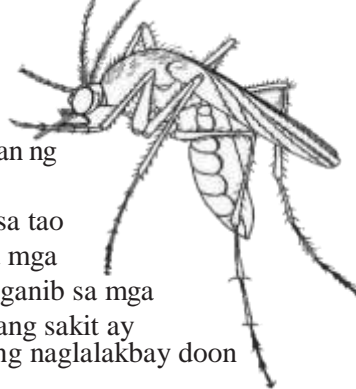 an ng
sa tao
mga
ganib sa mga
ang sakit ay
ng naglalakbay doon